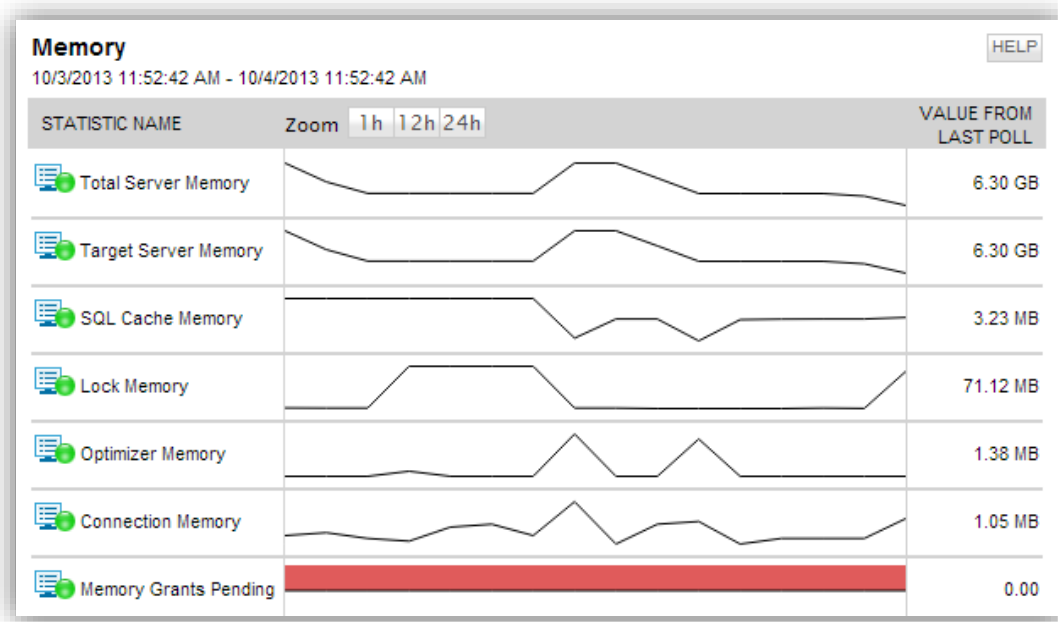 Memory
HELP
10/3/2013 11:52:42 AM - 10/4/2013 11:52:42 AM
STATISTIC NAME Zoom 1h 12h 24h VALUE FROM LAST POLL
Total Server Memory 6.30 GB
Target Server Memory 6.30 GB
SQL Cache Memory 3.23 MB
Lock Memory 71.12 MB
Optimizer Memory 1.38 MB
Connection Memory 1.05 MB
Memory Grants Pending 0.00